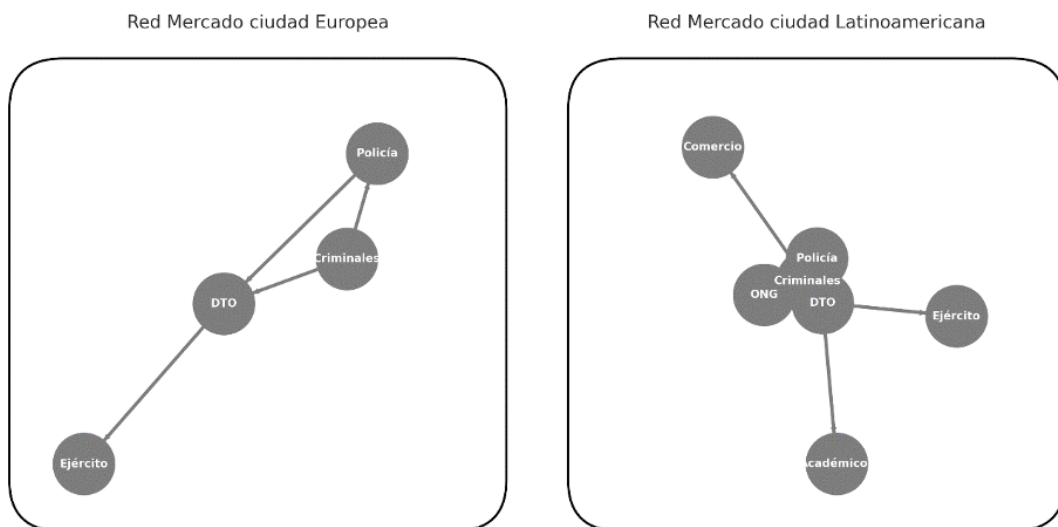 Red Mercado ciudad Europea
Policía
Criminales
DTO
Ejército
Red Mercado ciudad Latinoamericana
Comercio
Policía
Criminales
ONG
DTO
Ejército
Académico